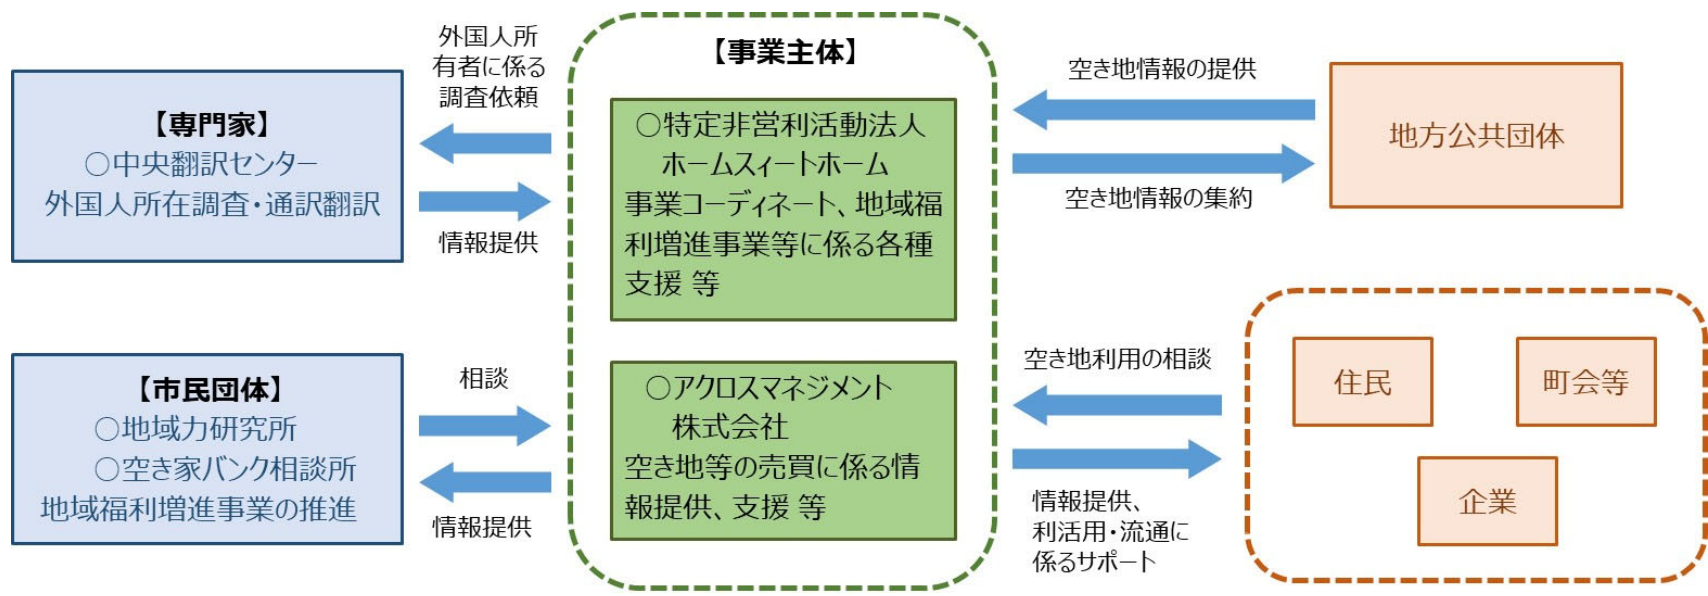 外国人所
有者に係る
調査依頼
【専門家】
○中央翻訳センター
外国人所在調査・通訳翻訳
情報提供
【市民団体】
○地域力研究所
○空き家バンク相談所
地域福利増進事業の推進
相談
情報提供
【事業主体】
○特定非営利活動法人
ホームスィートホーム
事業コーディネート、地域福
利増進事業等に係る各種
支援 等
○アクロスマネジメント
株式会社
空き地等の売買に係る情
報提供、支援 等
空き地情報の提供
空き地情報の集約
地方公共団体
空き地利用の相談
情報提供、
利活用・流通に
係るサポート
住民
町会等
企業